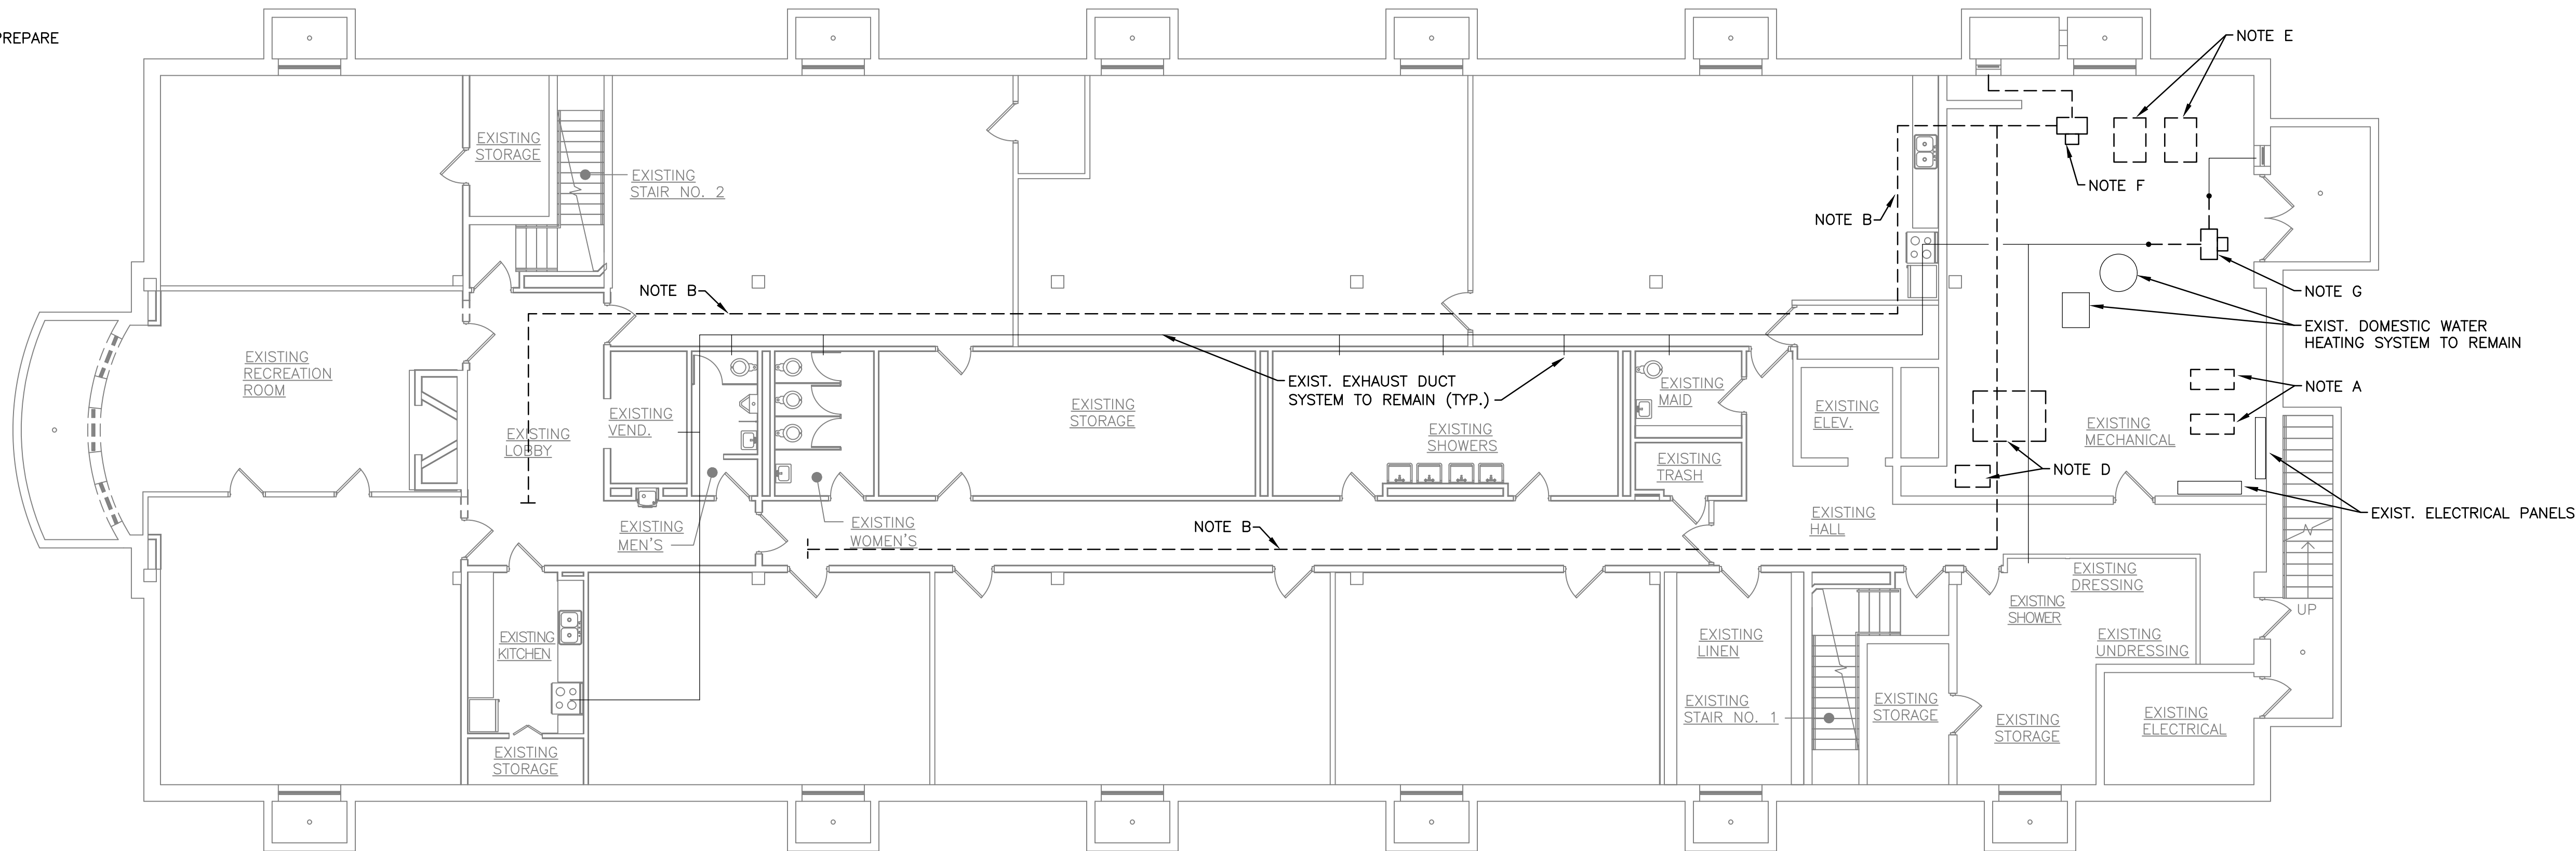 PREPARE
NOTE E
EXISTING
STORAGE
EXISTING
STAIR NO. 2
NOTE F
NOTE B
NOTE B
NOTE G
EXIST. DOMESTIC WATER
HEATING SYSTEM TO REMAIN
EXISTING
RECREATION
ROOM
EXIST. EXHAUST DUCT
SYSTEM TO REMAIN (TYP.)
EXISTING
MAID
NOTE A
EXISTING
VEND.
EXISTING
STORAGE
EXISTING
ELEV.
EXISTING
LOBBY
EXISTING
SHOWERS
EXISTING
MECHANICAL
EXISTING
TRASH
NOTE D
EXISTING
MEN'S
EXISTING
WOMEN'S
NOTE B
EXISTING
HALL
EXIST. ELECTRICAL PANELS
EXISTING
DRESSING
EXISTING
SHOWER
UP
EXISTING
KITCHEN
EXISTING
LINEN
EXISTING
UNDRESSING
EXISTING
STAIR NO. 1
EXISTING
STORAGE
EXISTING
STORAGE
EXISTING
ELECTRICAL
EXISTING
STORAGE